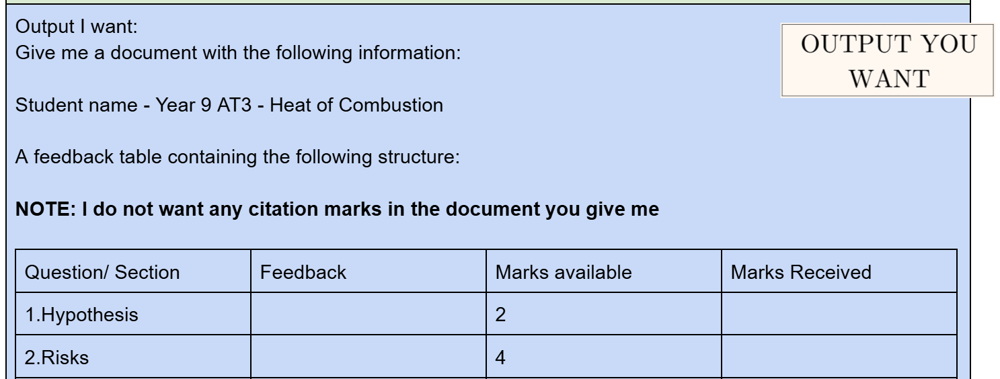 Output I want:
Give me a document with the following information:
OUTPUT YOU
WANT
Student name - Year 9 AT3 - Heat of Combustion
A feedback table containing the following structure:
NOTE: I do not want any citation marks in the document you give me
Question/ Section Feedback Marks available Marks Received
1.Hypothesis 2
2.Risks 4